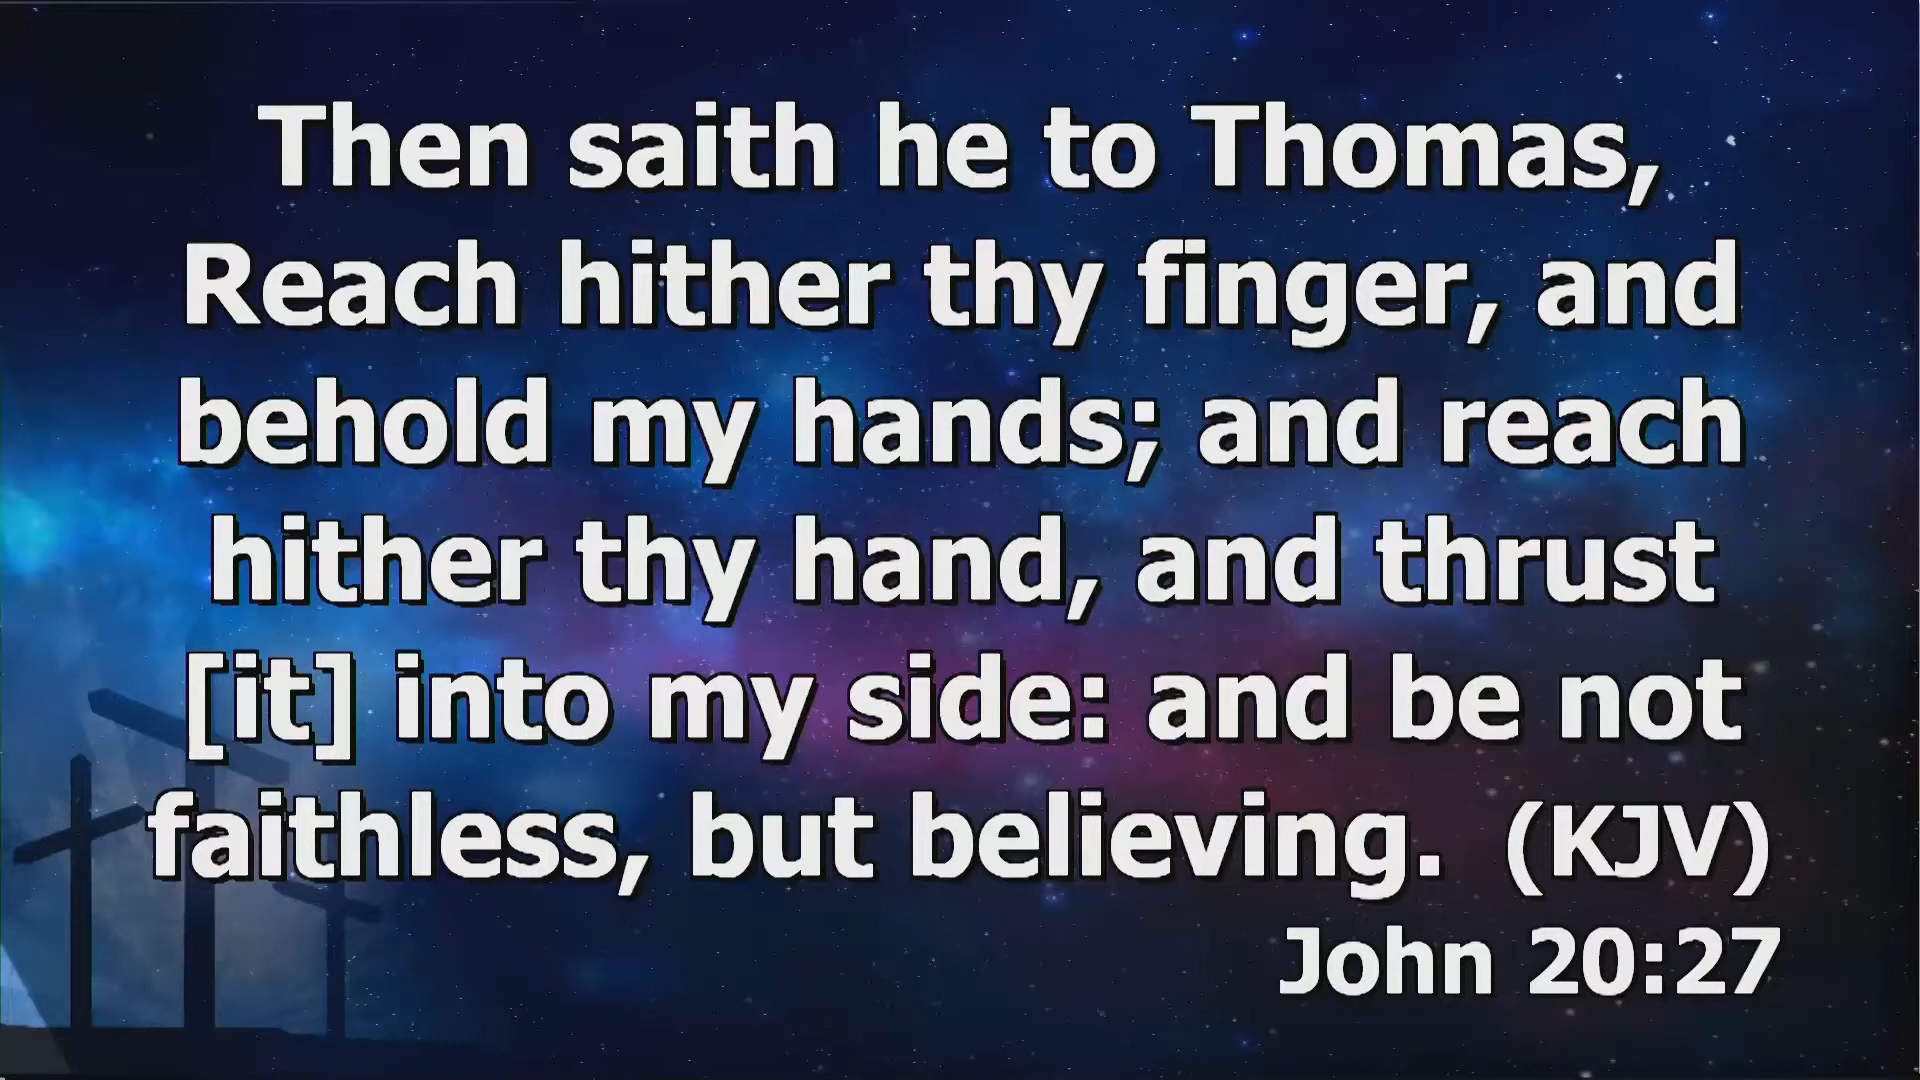 Then saith he to Thomas,
Reach hither thy finger, and
behold my hands; and reach
hither thy hand, and thrust
[it] into my side: and be not
faithless, but believing.  (KJV)
John 20:27